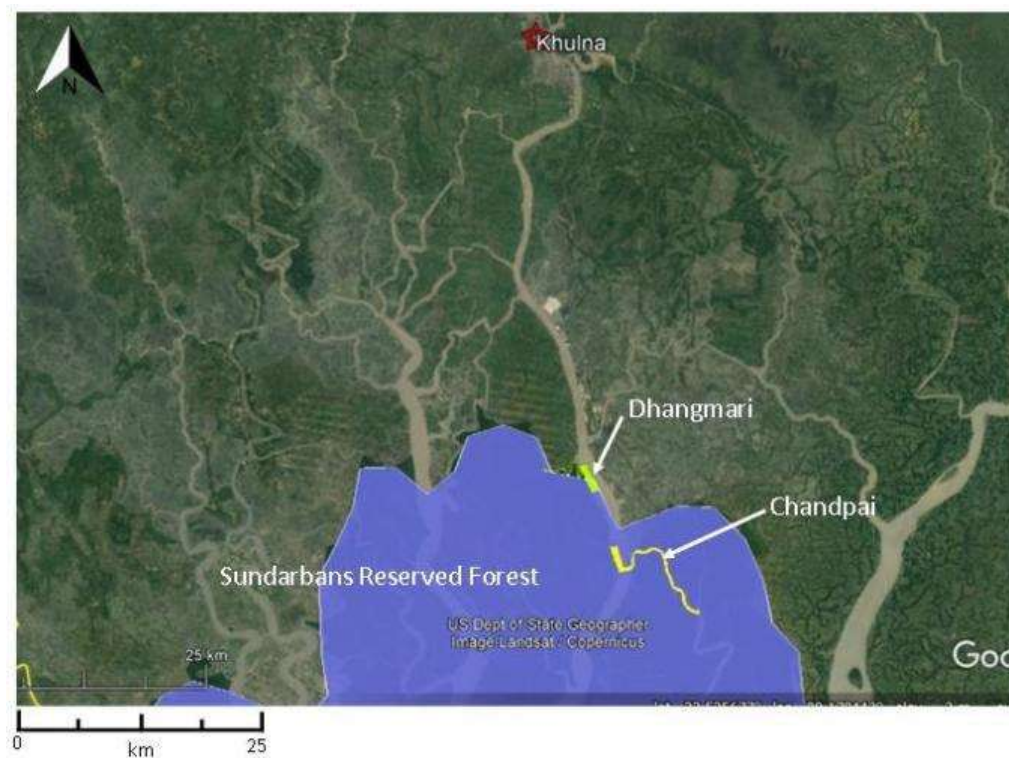 Khulna
N
Dhangmari
Chandpai
Sundarbans Reserved Forest
US Dept of State Geographer
Image Landsat / Copernicus
25 km
Goo
0 25
km